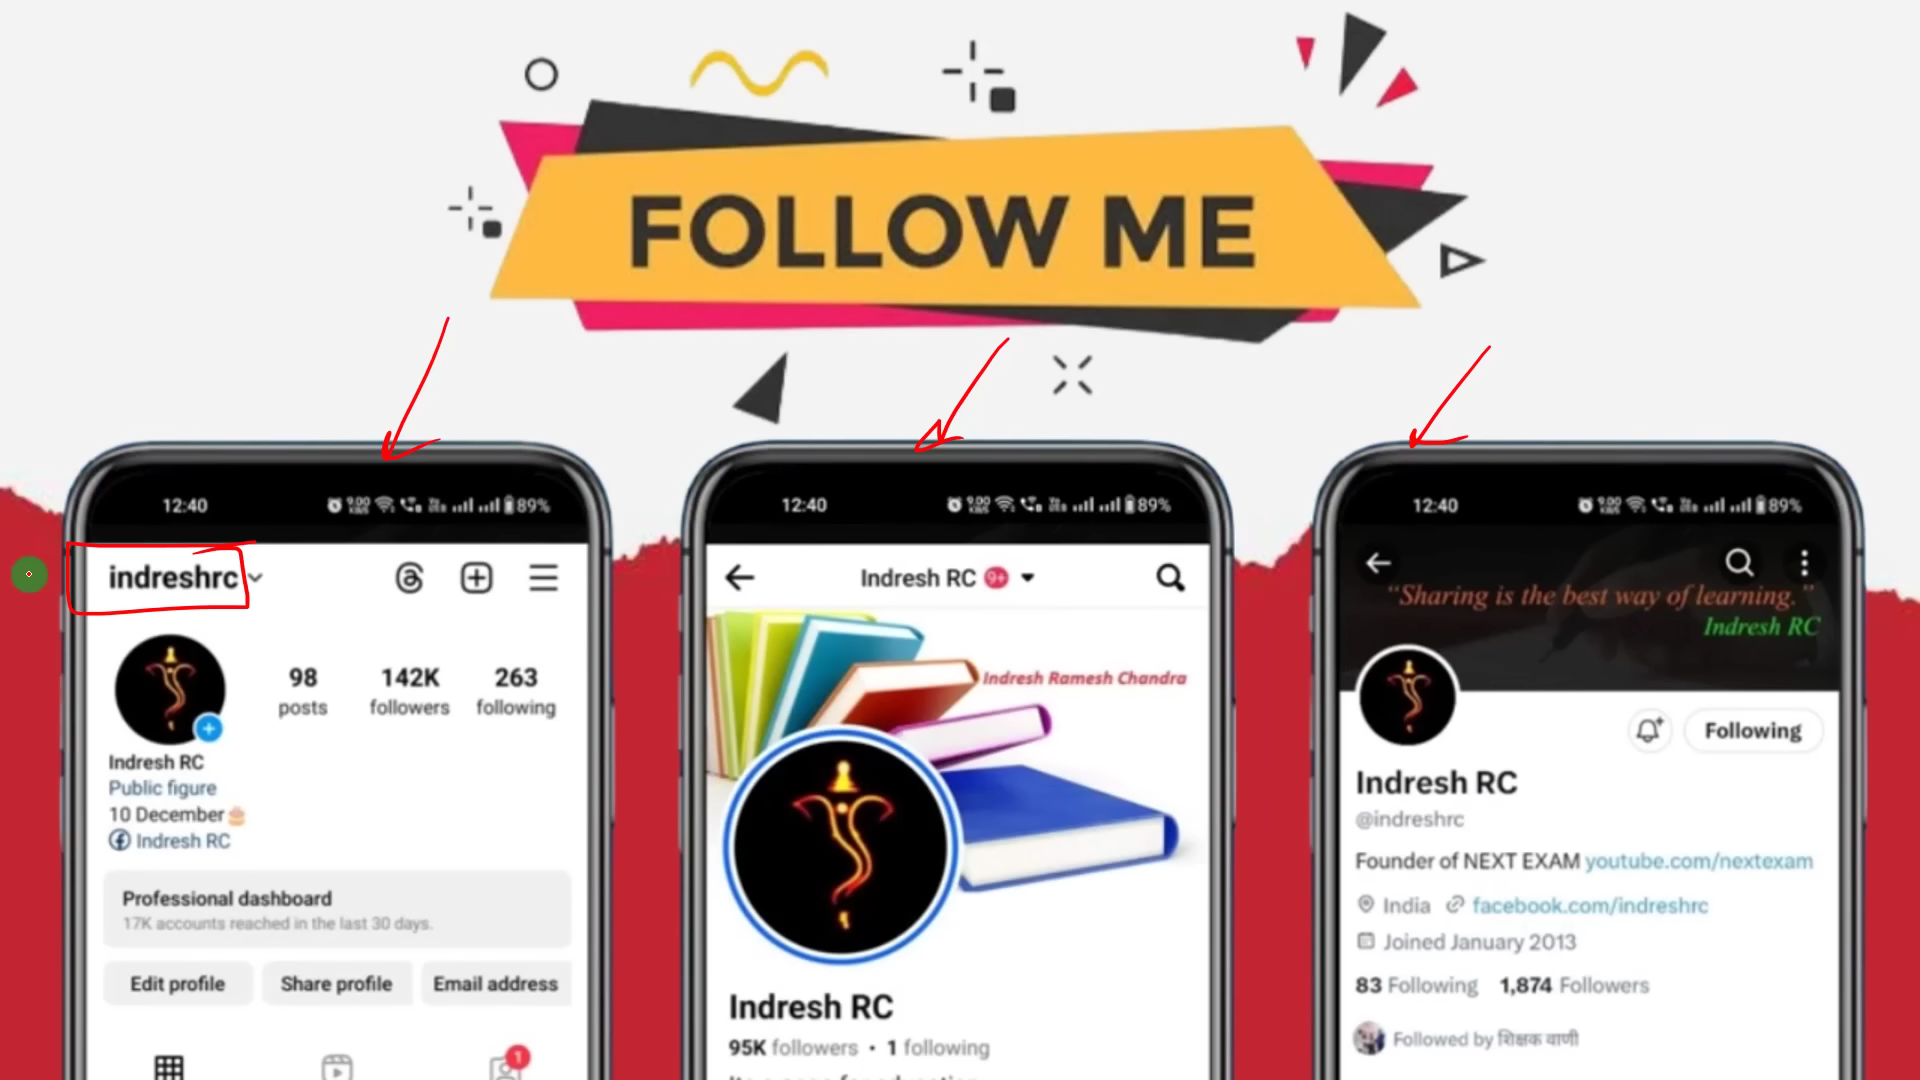 FOLLOW ME
12:40
89%
indreshrc
98
posts
142K
followers
263
following
Indresh RC
Public figure
10 December
Indresh RC
Professional dashboard
17K accounts reached in the last 30 days.
Edit profile
Share profile
Email address
1
12:40
89%
Indresh RC 9+
Indresh Ramesh Chandra
Indresh RC
95K followers • 1 following
12:40
89%
“Sharing is the best way of learning.”
Indresh RC
Following
Indresh RC
@indreshrc
Founder of NEXT EXAM youtube.com/nextexam
India facebook.com/indreshrc
Joined January 2013
83 Following 1,874 Followers
Followed by शिक्षक वाणी